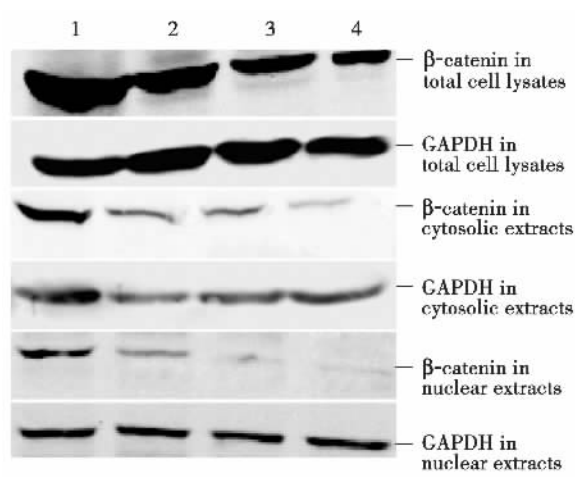 1 2 3 4
β-catenin in
total cell lysates
GAPDH in
total cell lysates
β-catenin in
cytosolic extracts
GAPDH in
cytosolic extracts
β-catenin in
nuclear extracts
GAPDH in
nuclear extracts